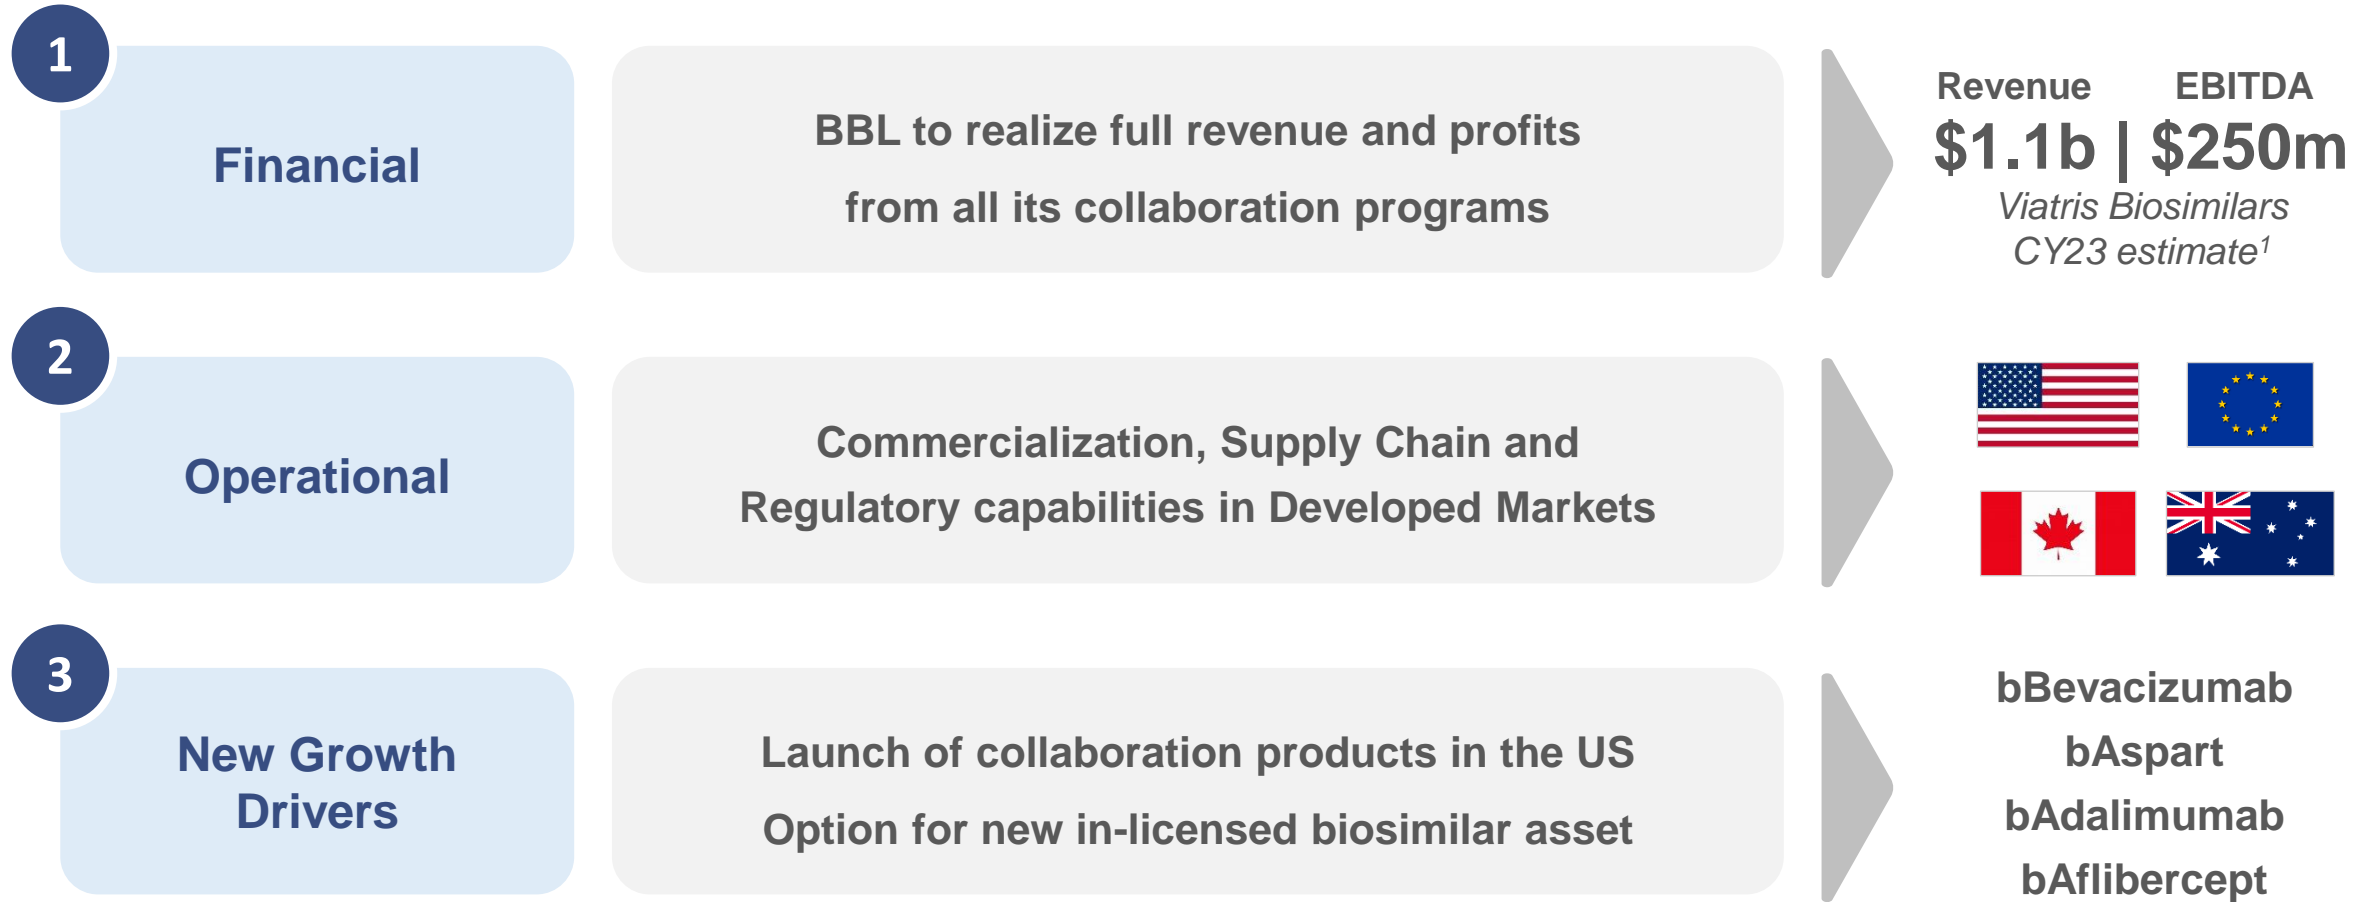 1
Financial
BBL to realize full revenue and profits
from all its collaboration programs
Revenue EBITDA
$1.1b | $250m
Viatris Biosimilars
CY23 estimate¹
2
Operational
Commercialization, Supply Chain and
Regulatory capabilities in Developed Markets
3
New Growth
Drivers
Launch of collaboration products in the US
Option for new in-licensed biosimilar asset
bBevacizumab
bAspart
bAdalimumab
bAflibercept